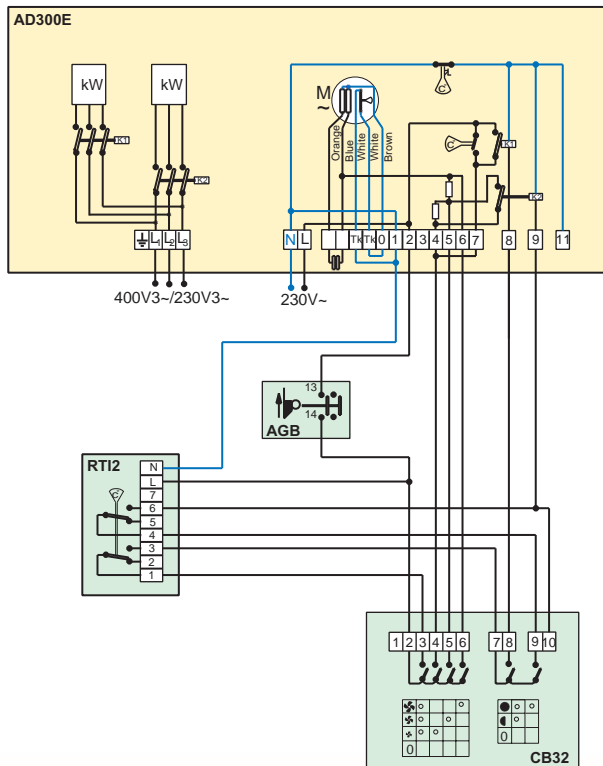 AD300E
kW kW
M
~
C
Orange
Blue
White
White
Brown
C
K1
K1
K2
K2
L1 L2 L3
N L Tk Tk 0 1 2 3 4 5 6 7 8 9 11
400V3~/230V3~
230V~
13
14
AGB
RTI2
C
N
L
7
6
5
4
3
2
1
1 2 3 4 5 6 7 8 9 10
0
0
CB32